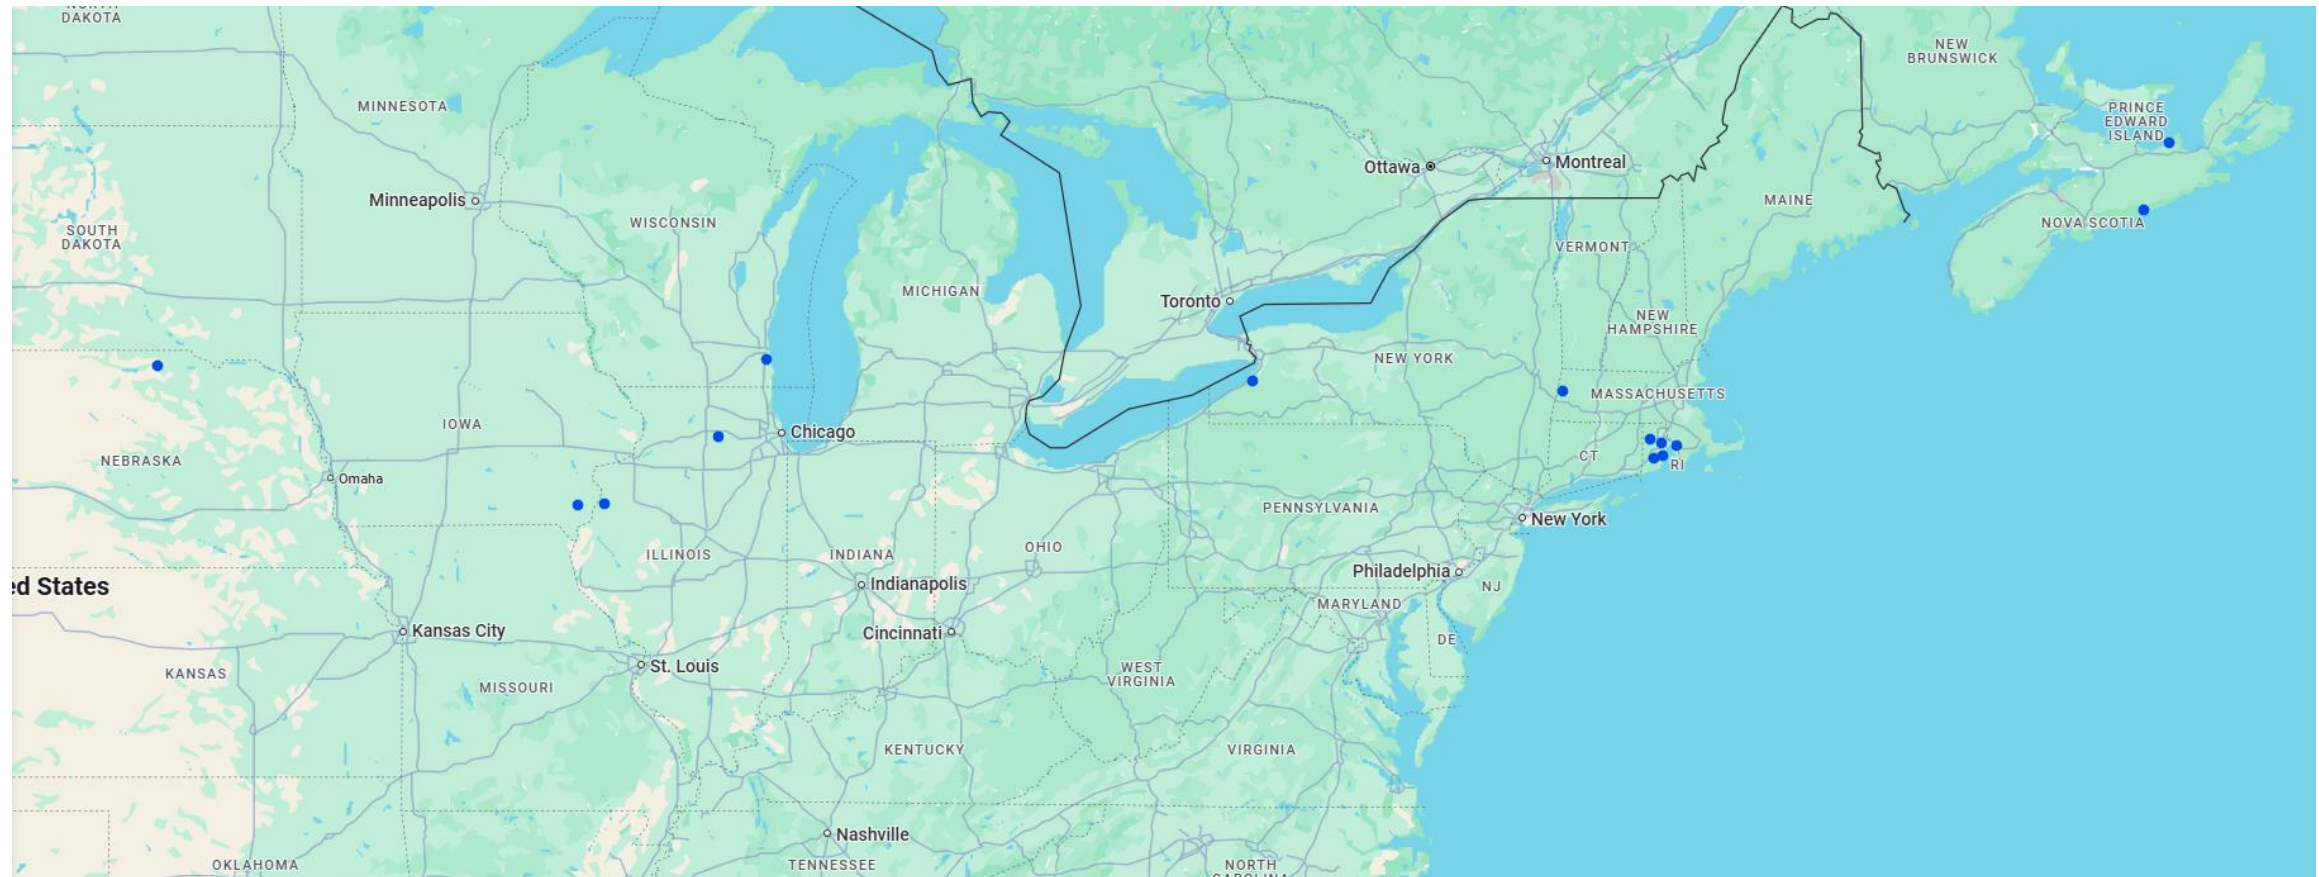 NORTH
DAKOTA
MINNESOTA
Minneapolis
SOUTH
DAKOTA
WISCONSIN
MICHIGAN
Ottawa
Montreal
Toronto
NEW
BRUNSWICK
PRINCE
EDWARD
ISLAND
NOVA SCOTIA
MAINE
VERMONT
NEW
HAMPSHIRE
NEW YORK
MASSACHUSETTS
CT
RI
IOWA
Chicago
NEBRASKA
Omaha
PENNSYLVANIA
New York
ILLINOIS
INDIANA
OHIO
Indianapolis
Philadelphia
NJ
MARYLAND
DE
ed States
Kansas City
Cincinnati
St. Louis
KANSAS
MISSOURI
WEST
VIRGINIA
KENTUCKY
VIRGINIA
Nashville
OKLAHOMA
TENNESSEE
NORTH
CAROLINA